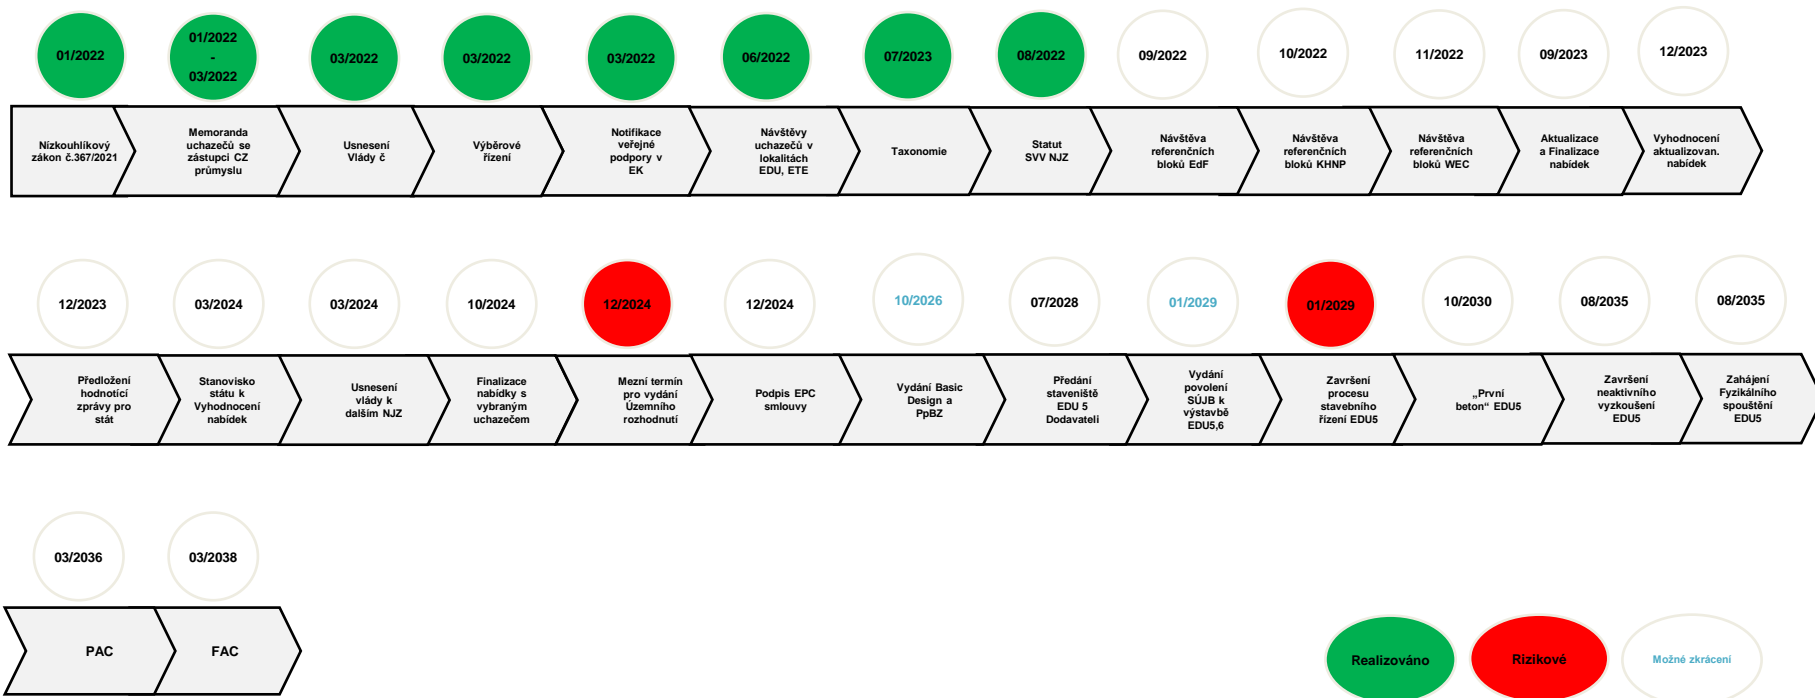 01/2022
01/2022
-
03/2022
03/2022
03/2022
03/2022
06/2022
07/2023
08/2022
09/2022
10/2022
11/2022
09/2023
12/2023
Nízkouhlíkový
zákon č.367/2021
Memoranda
uchazečů se
zástupci CZ
průmyslu
Usnesení
Vlády č
Výběrové
řízení
Notifikace
veřejné
podpory v
EK
Návštěvy
uchazečů v
lokalitách
EDU, ETE
Taxonomie
Statut
SVV NJZ
Návštěva
referenčních
bloků EdF
Návštěva
referenčních
bloků KHNP
Návštěva
referenčních
bloků WEC
Aktualizace
a Finalizace
nabídek
Vyhodnocení
aktualizovan.
nabídek
12/2023
03/2024
03/2024
10/2024
12/2024
12/2024
10/2026
07/2028
01/2029
01/2029
10/2030
08/2035
08/2035
Předložení
hodnotící
zprávy pro
stát
Stanovisko
státu k
Vyhodnocení
nabídek
Usnesení
vlády k
dalším NJZ
Finalizace
nabídky s
vybraným
uchazečem
Mezní termín
pro vydání
Územního
rozhodnutí
Podpis EPC
smlouvy
Vydání Basic
Design a
PpBZ
Předání
staveniště
EDU 5
Dodavateli
Vydání
povolení
SÚJB k
výstavbě
EDU5,6
Završení
procesu
stavebního
řízení EDU5
„První
beton“ EDU5
Završení
neaktivního
vyzkoušení
EDU5
Zahájení
Fyzikálního
spouštění
EDU5
03/2036
03/2038
PAC
FAC
Realizováno
Rizikové
Možné zkrácení